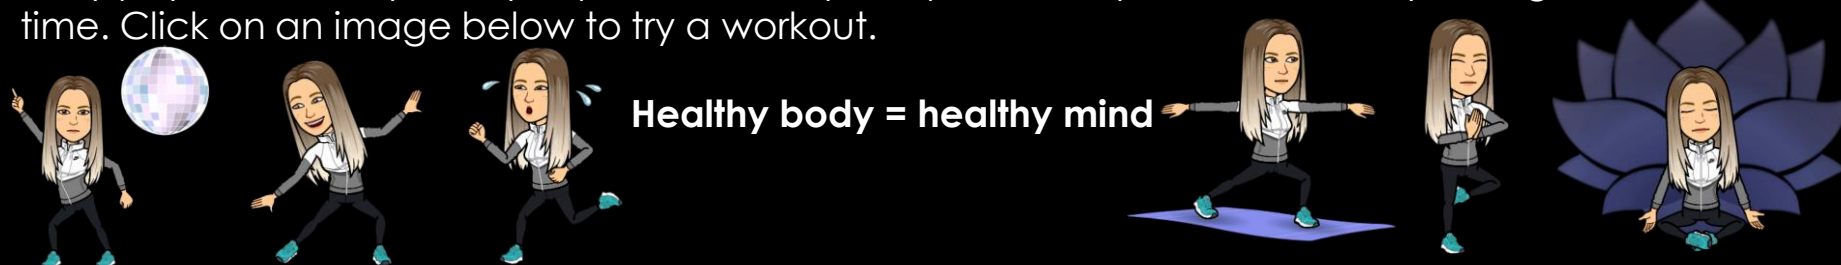 time. Click on an image below to try a workout.
Healthy body = healthy mind